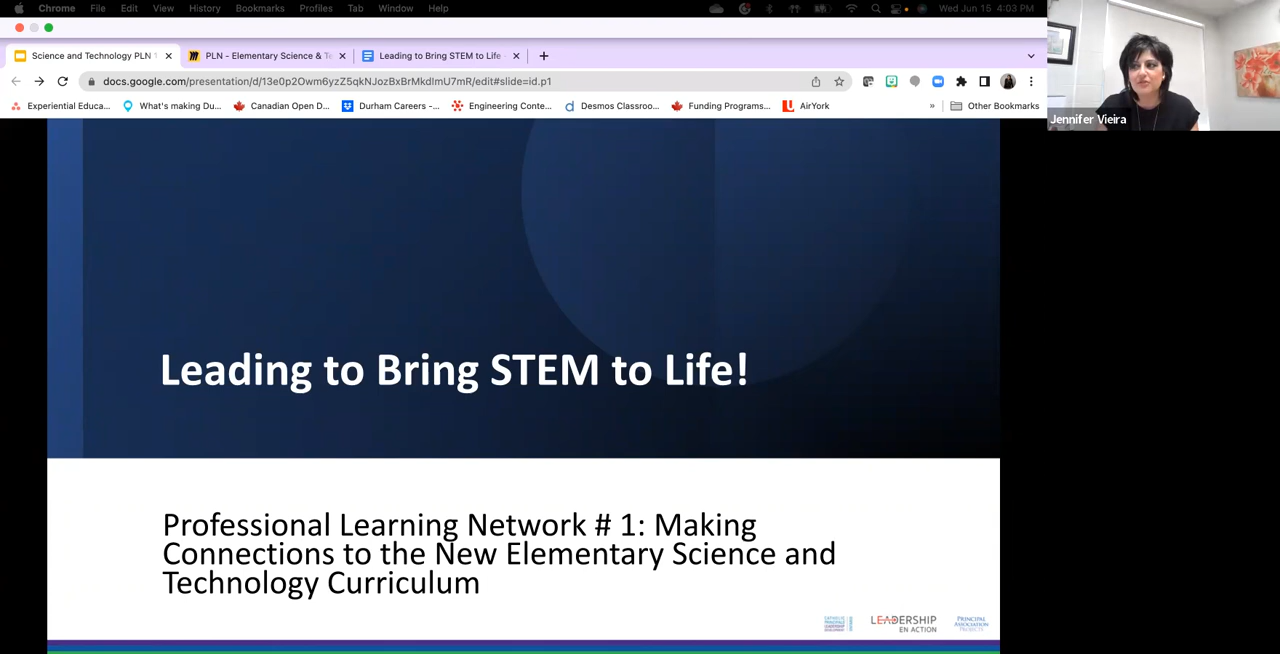 Chrome File Edit View History Bookmarks Profiles Tab Window Help Wed Jun 15 4:03 PM
Science and Technology PLN PLN - Elementary Science & Leading to Bring STEM to Life
docs.google.com/presentation/d/13e0p2Owm6yzZ5qkNJozBxBrMkdlmU7mR/edit#slide=id.p1
Experiential Educa... What's making Du... Canadian Open D... Durham Careers –... Engineering Conte... Desmos Classroo... Funding Programs... AirYork » Other Bookmarks
Jennifer Vieira
Leading to Bring STEM to Life!
Professional Learning Network # 1: Making
Connections to the New Elementary Science and
Technology Curriculum
LEADERSHIP
EN ACTION
PRINCIPAL
ASSOCIATION
PROJECTS